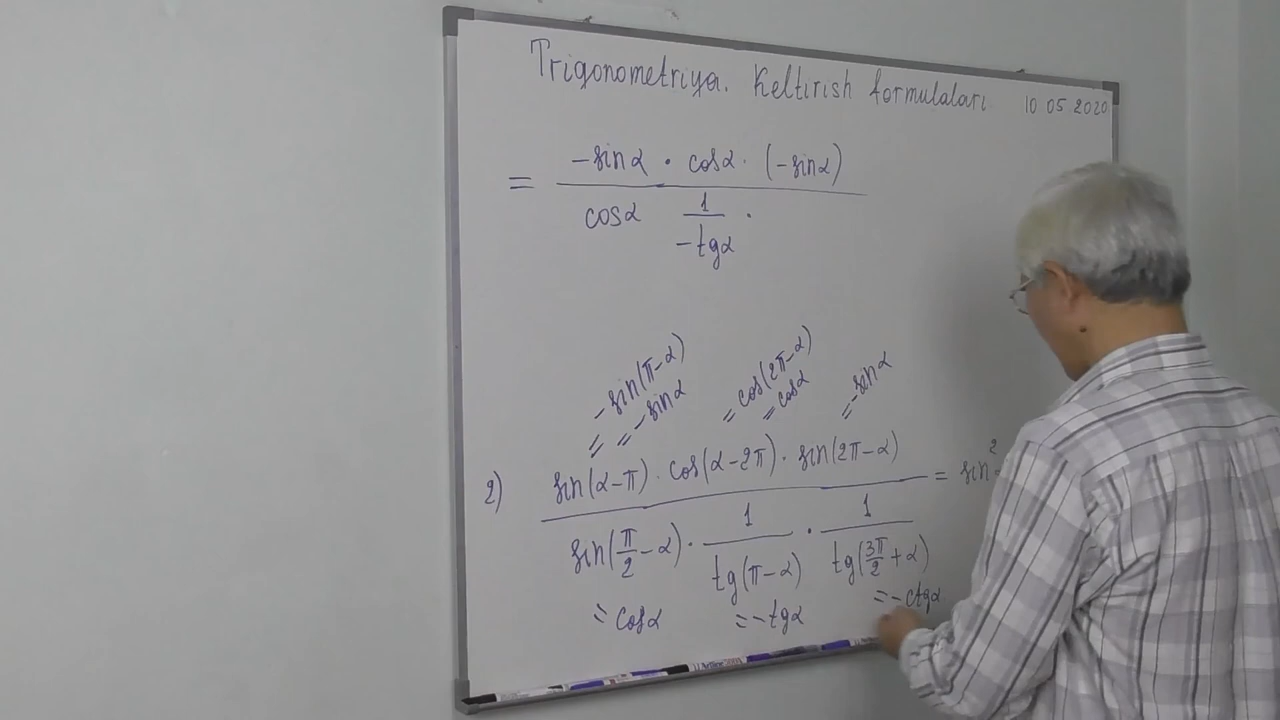 Trigonometriya. Keltirish formulalari 10 05 2020
= -sinα · cosα · (-sinα)
cosα 1 ·
-tgα
-sin(π-α) = cos(2π-α) = -sinα
= = -sinα = cosα
2) sin(α-π) · cos(α-2π) · sin(2π-α) = sin²
sin(π/2 - α) · 1 · 1
tg(π-α) tg(3π/2 + α)
= cosα = -tgα = -ctgα